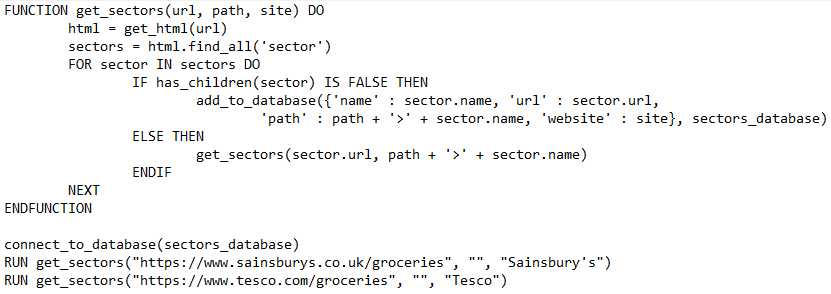 FUNCTION get_sectors(url, path, site) DO
        html = get_html(url)
        sectors = html.find_all('sector')
        FOR sector IN sectors DO
                IF has_children(sector) IS FALSE THEN
                        add_to_database({'name' : sector.name, 'url' : sector.url,
                                'path' : path + '>' + sector.name, 'website' : site}, sectors_database)
                ELSE THEN
                        get_sectors(sector.url, path + '>' + sector.name)
                ENDIF
        NEXT
ENDFUNCTION

connect_to_database(sectors_database)
RUN get_sectors("https://www.sainsburys.co.uk/groceries", "", "Sainsbury's")
RUN get_sectors("https://www.tesco.com/groceries", "", "Tesco")